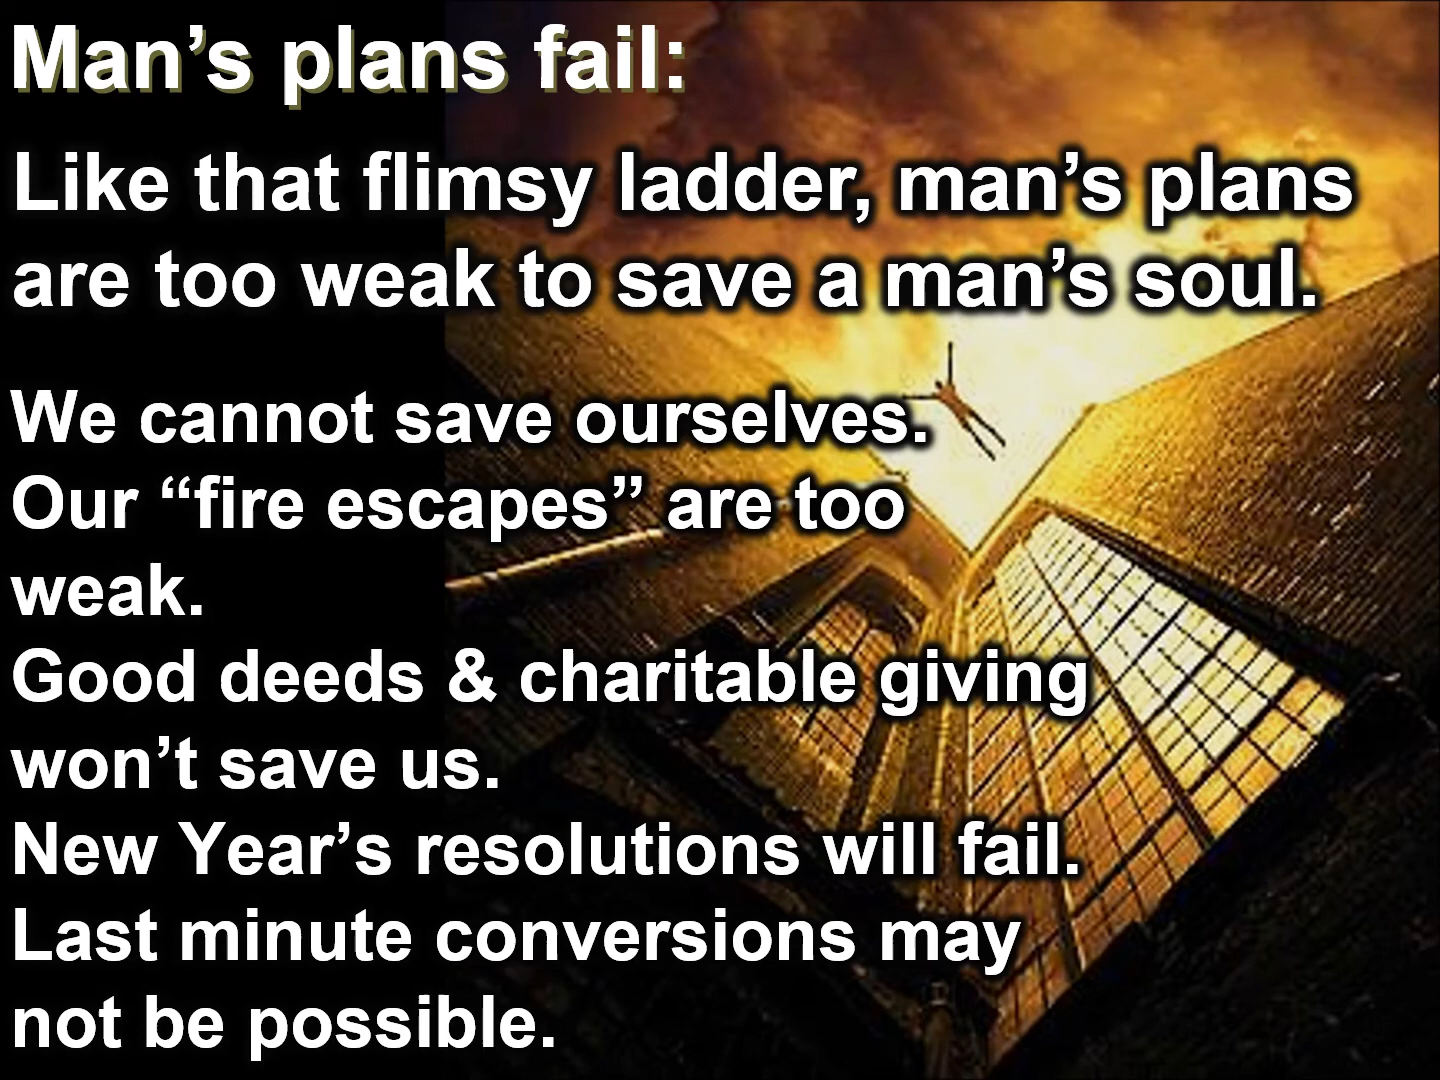 Man’s plans fail:
Like that flimsy ladder, man’s plans
are too weak to save a man’s soul.
We cannot save ourselves.
Our “fire escapes” are too
weak.
Good deeds & charitable giving
won’t save us.
New Year’s resolutions will fail.
Last minute conversions may
not be possible.